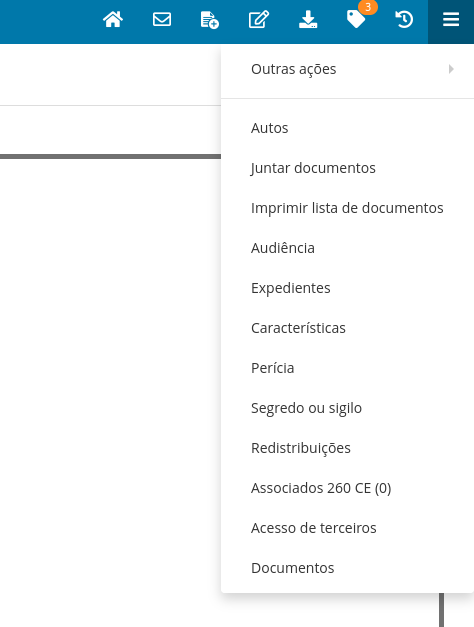 3
Outras ações
Autos
Juntar documentos
Imprimir lista de documentos
Audiência
Expedientes
Características
Perícia
Segredo ou sigilo
Redistribuições
Associados 260 CE (0)
Acesso de terceiros
Documentos